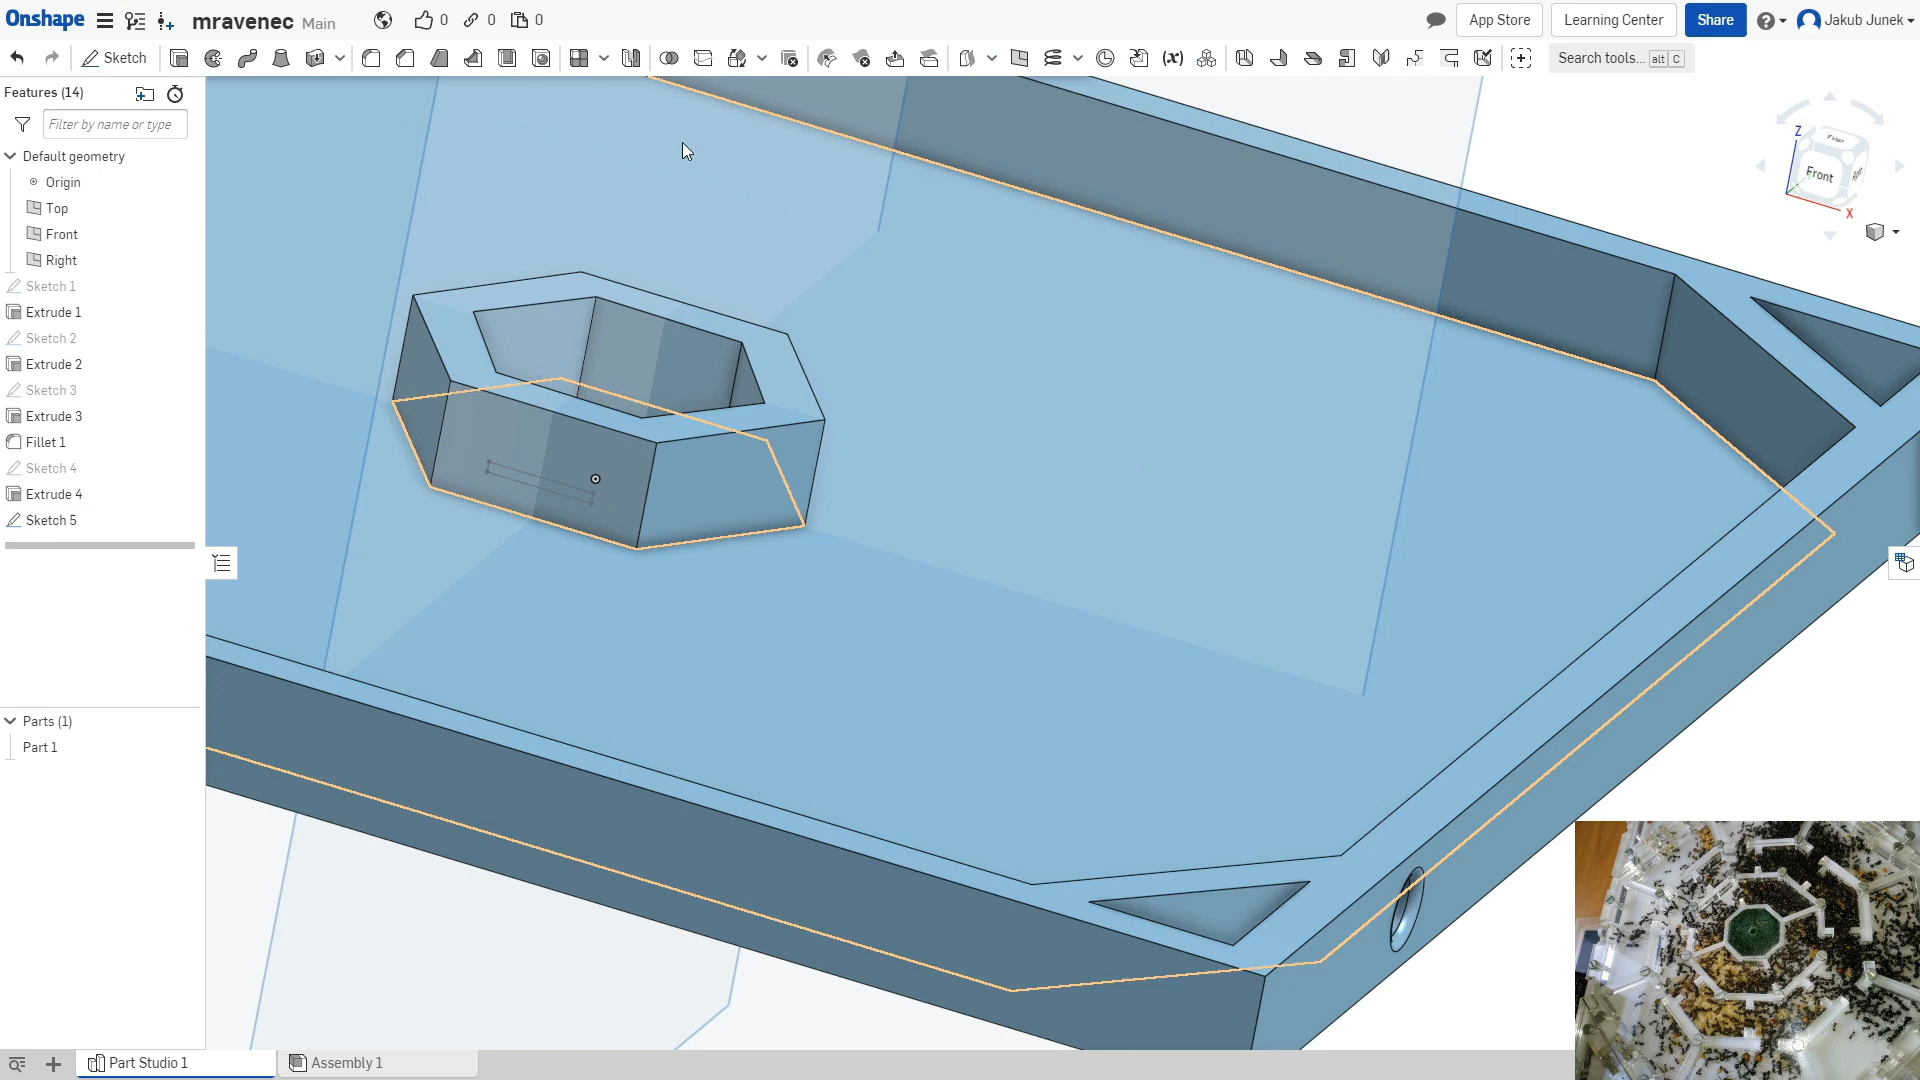 Onshape mravenec Main 0 0 0 App Store Learning Center Share Jakub Junek
Sketch Search tools... alt C
Features (14)
Filter by name or type
Default geometry
Origin
Top
Front
Right
Sketch 1
Extrude 1
Sketch 2
Extrude 2
Sketch 3
Extrude 3
Fillet 1
Sketch 4
Extrude 4
Sketch 5
Parts (1)
Part 1
Z
Top
Front
Right
X
Part Studio 1 Assembly 1